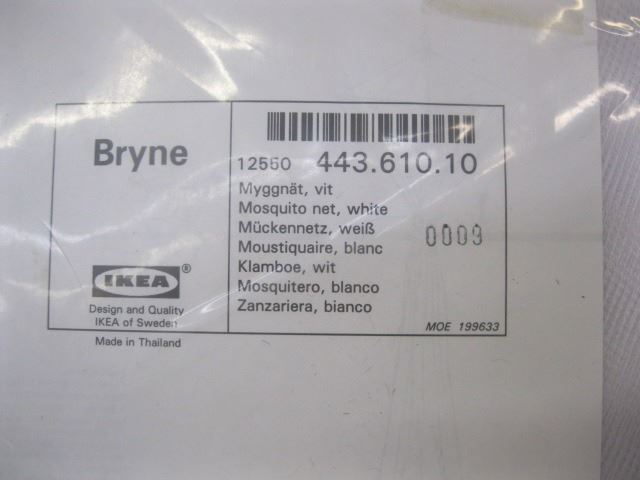 Bryne
12550 443.610.10
Myggnät, vit
Mosquito net, white
Mückennetz, weiß
Moustiquaire, blanc
Klamboe, wit
Mosquitero, blanco
Zanzariera, bianco
0009
IKEA®
Design and Quality
IKEA of Sweden
MOE 199633
Made in Thailand